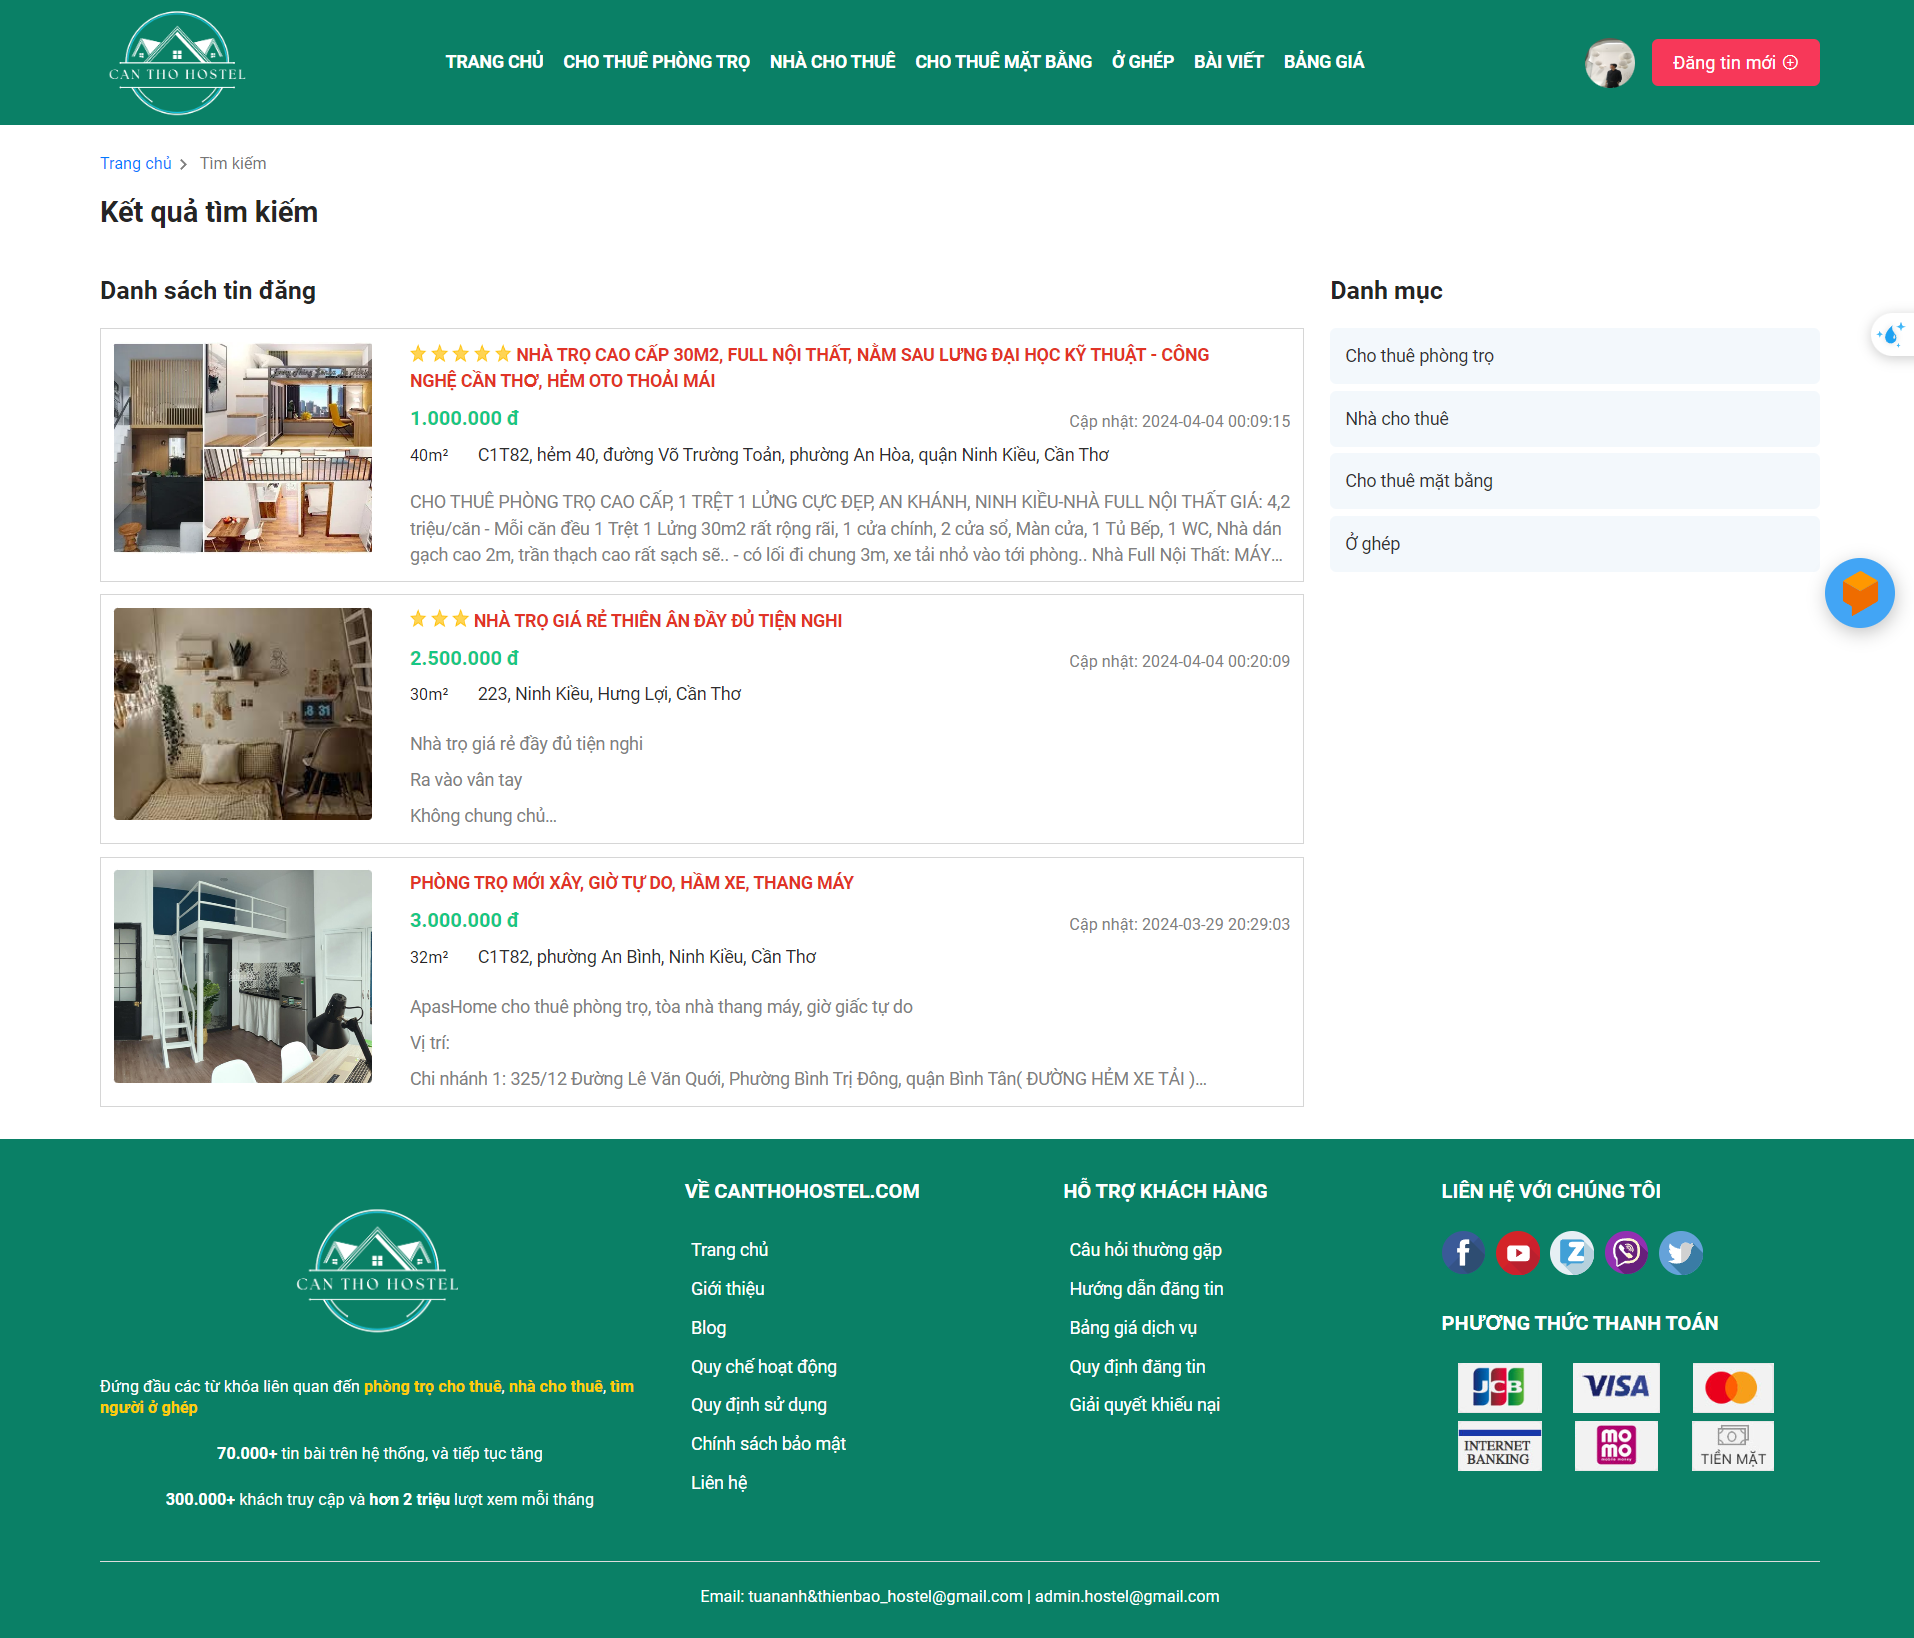 CAN THO HOSTEL
TRANG CHỦ CHO THUÊ PHÒNG TRỌ NHÀ CHO THUÊ CHO THUÊ MẶT BẰNG Ở GHÉP BÀI VIẾT BẢNG GIÁ
Đăng tin mới
Trang chủ Tìm kiếm
Kết quả tìm kiếm
Danh sách tin đăng
NHÀ TRỌ CAO CẤP 30M2, FULL NỘI THẤT, NẰM SAU LƯNG ĐẠI HỌC KỸ THUẬT - CÔNG
NGHỆ CẦN THƠ, HẺM OTO THOẢI MÁI
1.000.000 đ
Cập nhật: 2024-04-04 00:09:15
40m² C1T82, hẻm 40, đường Võ Trường Toản, phường An Hòa, quận Ninh Kiều, Cần Thơ
CHO THUÊ PHÒNG TRỌ CAO CẤP, 1 TRỆT 1 LỬNG CỰC ĐẸP, AN KHÁNH, NINH KIỀU-NHÀ FULL NỘI THẤT GIÁ: 4,2
triệu/căn - Mỗi căn đều 1 Trệt 1 Lửng 30m2 rất rộng rãi, 1 cửa chính, 2 cửa sổ, Màn cửa, 1 Tủ Bếp, 1 WC, Nhà dán
gạch cao 2m, trần thạch cao rất sạch sẽ.. - có lối đi chung 3m, xe tải nhỏ vào tới phòng.. Nhà Full Nội Thất: MÁY...
NHÀ TRỌ GIÁ RẺ THIÊN ÂN ĐẦY ĐỦ TIỆN NGHI
2.500.000 đ
Cập nhật: 2024-04-04 00:20:09
30m² 223, Ninh Kiều, Hưng Lợi, Cần Thơ
8 31
Nhà trọ giá rẻ đầy đủ tiện nghi
Ra vào vân tay
Không chung chủ...
PHÒNG TRỌ MỚI XÂY, GIỜ TỰ DO, HẦM XE, THANG MÁY
3.000.000 đ
Cập nhật: 2024-03-29 20:29:03
32m² C1T82, phường An Bình, Ninh Kiều, Cần Thơ
ApasHome cho thuê phòng trọ, tòa nhà thang máy, giờ giấc tự do
Vị trí:
Chi nhánh 1: 325/12 Đường Lê Văn Quới, Phường Bình Trị Đông, quận Bình Tân( ĐƯỜNG HẺM XE TẢI )...
Danh mục
Cho thuê phòng trọ
Nhà cho thuê
Cho thuê mặt bằng
Ở ghép
CAN THO HOSTEL
Đứng đầu các từ khóa liên quan đến phòng trọ cho thuê, nhà cho thuê, tìm
người ở ghép
70.000+ tin bài trên hệ thống, và tiếp tục tăng
300.000+ khách truy cập và hơn 2 triệu lượt xem mỗi tháng
VỀ CANTHOHOSTEL.COM
Trang chủ
Giới thiệu
Blog
Quy chế hoạt động
Quy định sử dụng
Chính sách bảo mật
Liên hệ
HỖ TRỢ KHÁCH HÀNG
Câu hỏi thường gặp
Hướng dẫn đăng tin
Bảng giá dịch vụ
Quy định đăng tin
Giải quyết khiếu nại
LIÊN HỆ VỚI CHÚNG TÔI
PHƯƠNG THỨC THANH TOÁN
JCB VISA
INTERNET
BANKING
mo
mo
TIỀN MẶT
Email: tuananh&thienbao_hostel@gmail.com | admin.hostel@gmail.com